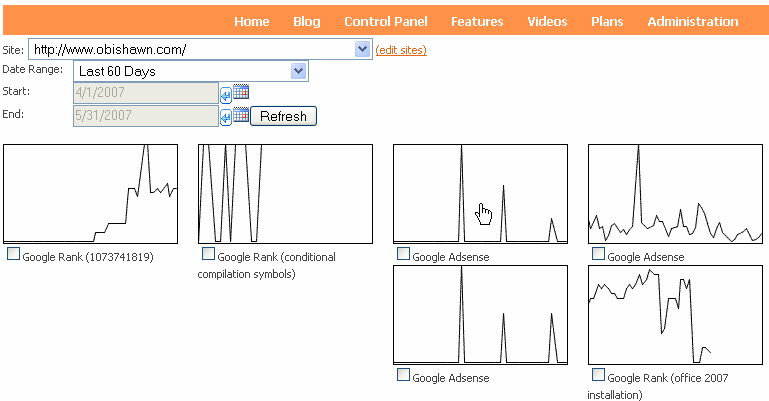 Home Blog Control Panel Features Videos Plans Administration
Site: http://www.obishawn.com/ (edit sites)
Date Range: Last 60 Days
Start: 4/1/2007
End: 5/31/2007 Refresh
Google Rank (1073741819)
Google Rank (conditional
compilation symbols)
Google Adsense
Google Adsense
Google Adsense
Google Rank (office 2007
installation)